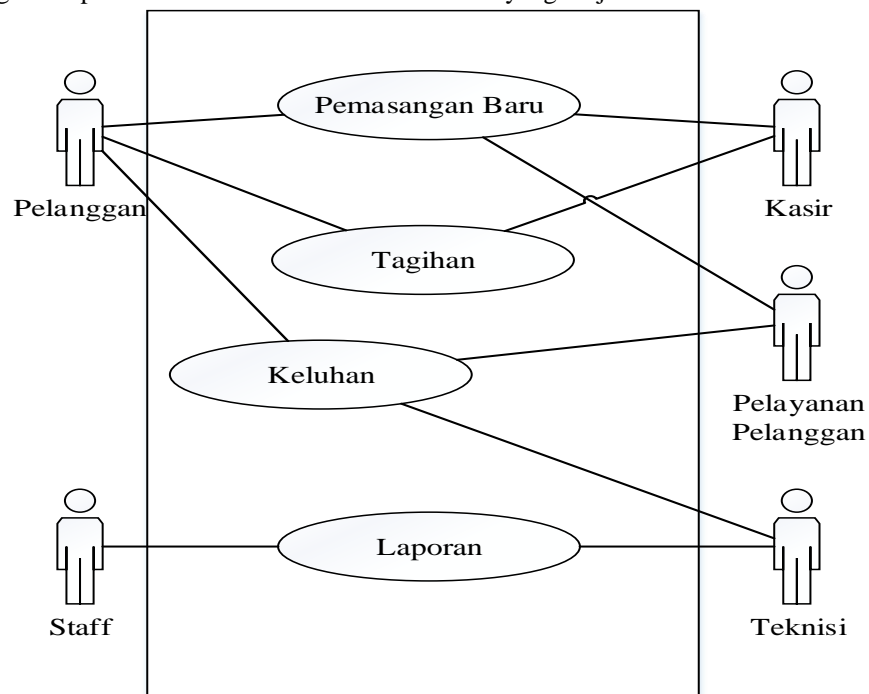 Pemasangan Baru
Pelanggan
Kasir
Tagihan
Keluhan
Pelayanan
Pelanggan
Laporan
Staff
Teknisi